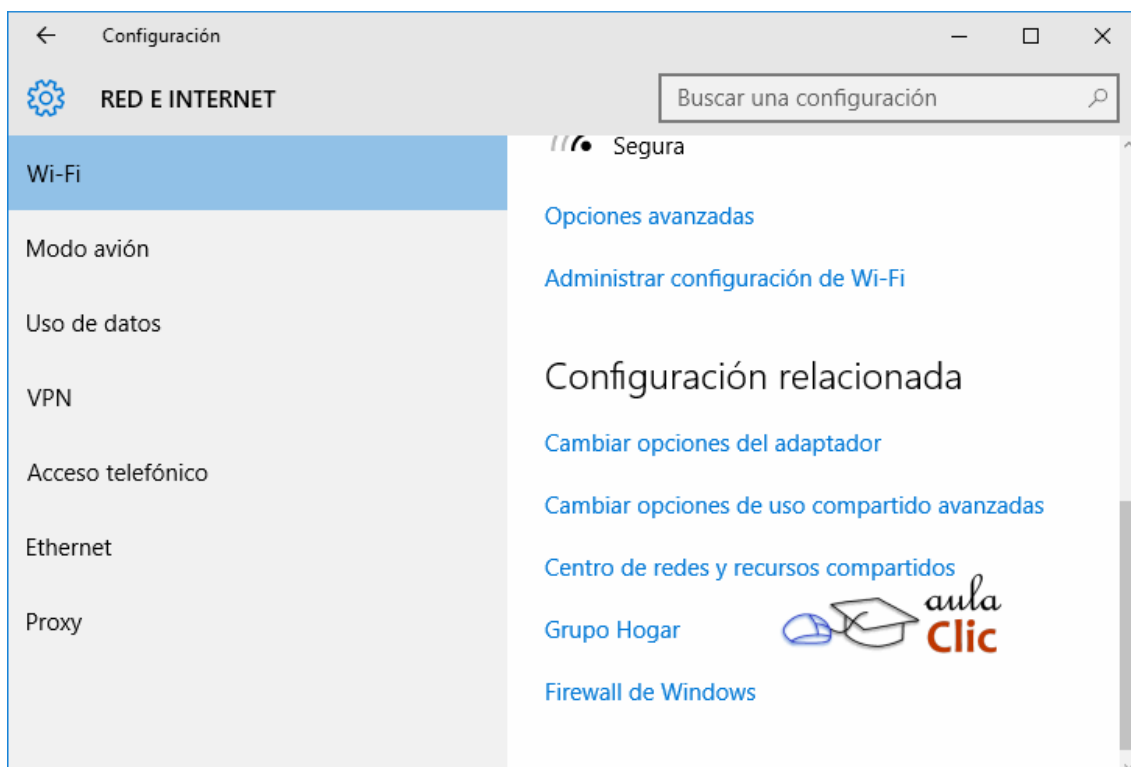 Configuración
RED E INTERNET
Buscar una configuración
Wi-Fi
Modo avión
Uso de datos
VPN
Acceso telefónico
Ethernet
Proxy
Segura
Opciones avanzadas
Administrar configuración de Wi-Fi
Configuración relacionada
Cambiar opciones del adaptador
Cambiar opciones de uso compartido avanzadas
Centro de redes y recursos compartidos
Grupo Hogar
Firewall de Windows
aula
Clic